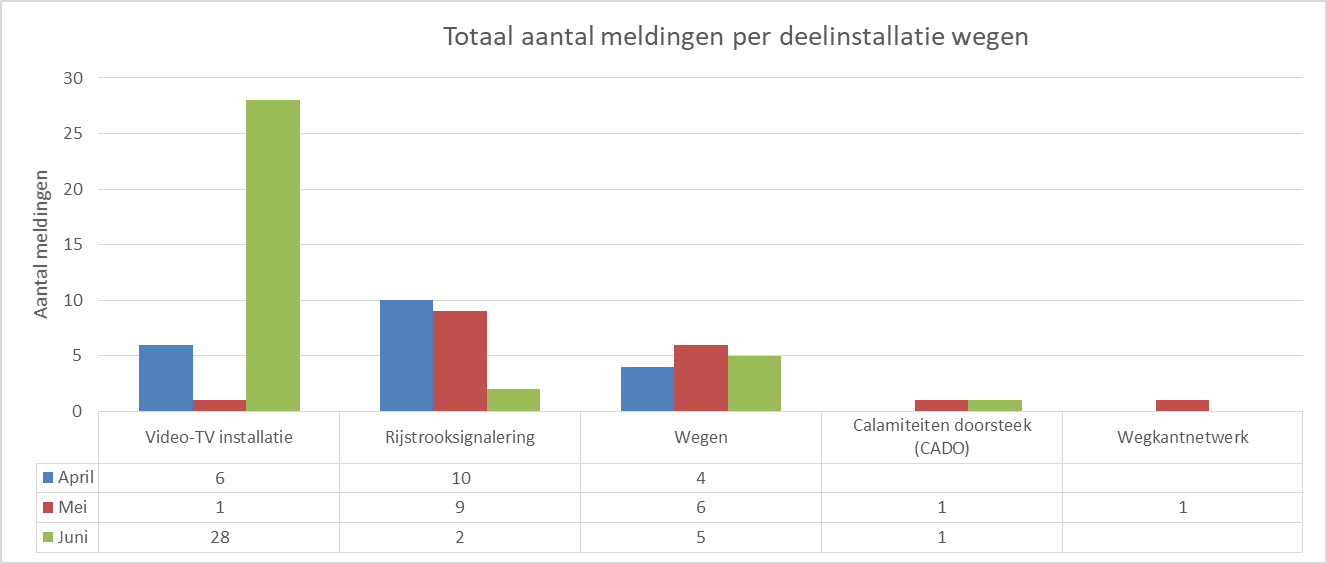 Totaal aantal meldingen per deelinstallatie wegen
Aantal meldingen
30
25
20
15
10
5
0
Video-TV installatie Rijstrooksignalering Wegen Calamiteiten doorsteek (CADO) Wegkantnetwerk
April 6 10 4
Mei 1 9 6 1 1
Juni 28 2 5 1